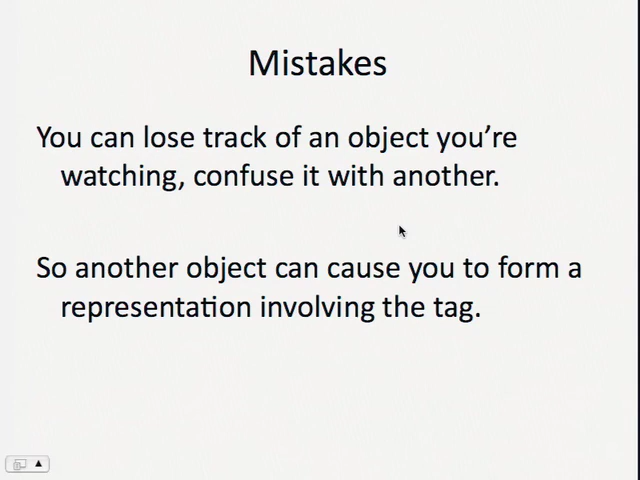 Mistakes
You can lose track of an object you’re
watching, confuse it with another.
So another object can cause you to form a
representation involving the tag.